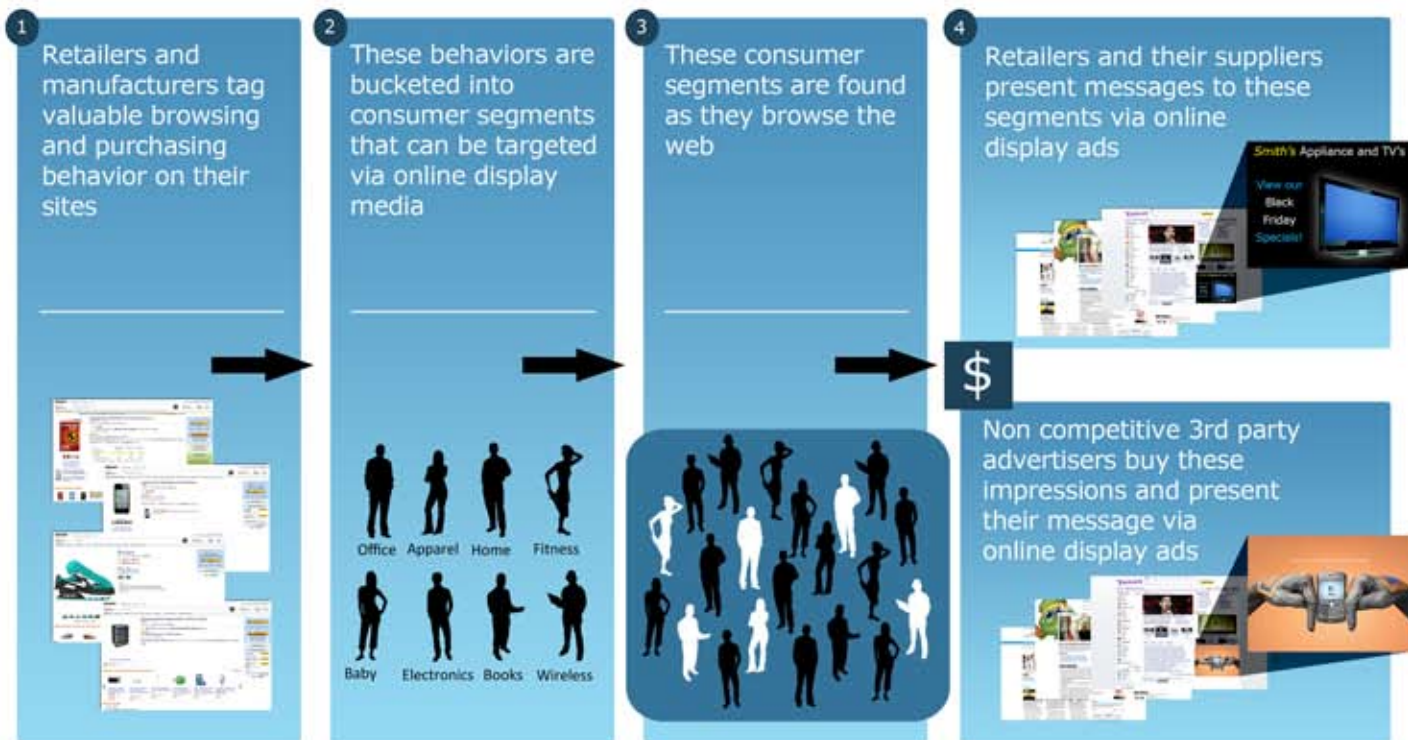 1
Retailers and
manufacturers tag
valuable browsing
and purchasing
behavior on their
sites
2
These behaviors are
bucketed into
consumer segments
that can be targeted
via online display
media
Office Apparel Home Fitness
Baby Electronics Books Wireless
3
These consumer
segments are found
as they browse the
web
4
Retailers and their suppliers
present messages to these
segments via online
display ads
Smith's Appliance and TV's
View our
Black
Friday
Specials!
$
Non competitive 3rd party
advertisers buy these
impressions and present
their message via
online display ads